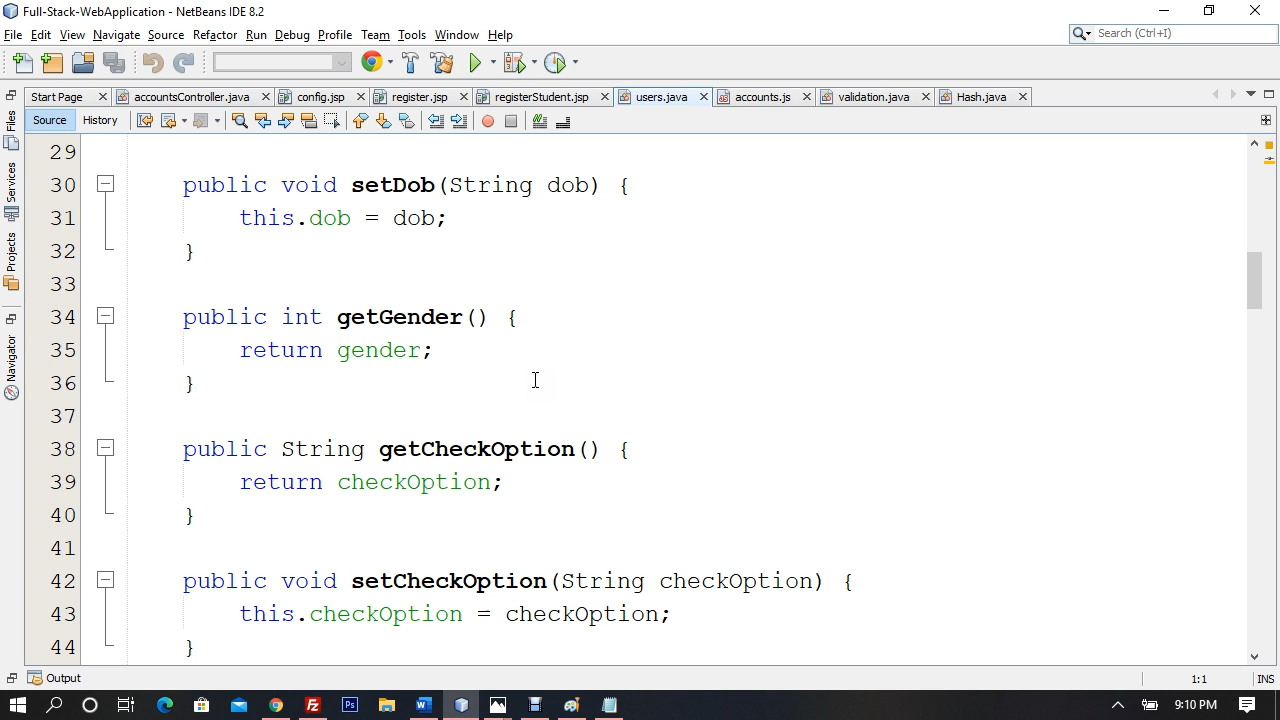 Full-Stack-WebApplication - NetBeans IDE 8.2
File Edit View Navigate Source Refactor Run Debug Profile Team Tools Window Help
Search (Ctrl+I)
Start Page accountsController.java config.jsp register.jsp registerStudent.jsp users.java accounts.js validation.java Hash.java
Source History
Files
Services
Projects
Navigator
29
30 public void setDob(String dob) {
31 this.dob = dob;
32 }
33
34 public int getGender() {
35 return gender;
36 }
37
38 public String getCheckOption() {
39 return checkOption;
40 }
41
42 public void setCheckOption(String checkOption) {
43 this.checkOption = checkOption;
44 }
Output
1:1 INS
9:10 PM